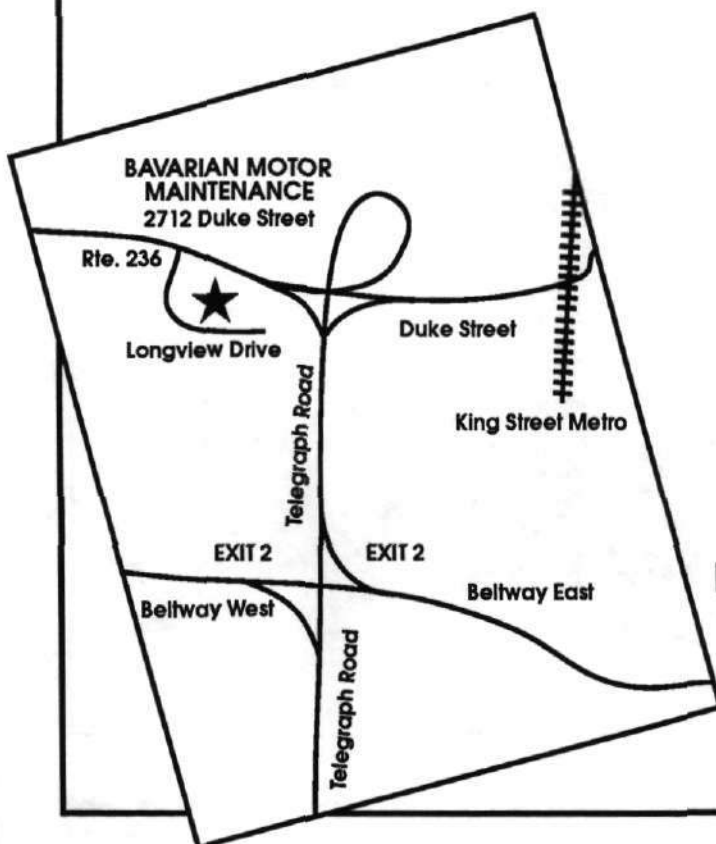 BAVARIAN MOTOR
MAINTENANCE
2712 Duke Street
Rte. 236
Longview Drive
Duke Street
King Street Metro
Telegraph Road
EXIT 2
EXIT 2
Beltway West
Beltway East
Telegraph Road